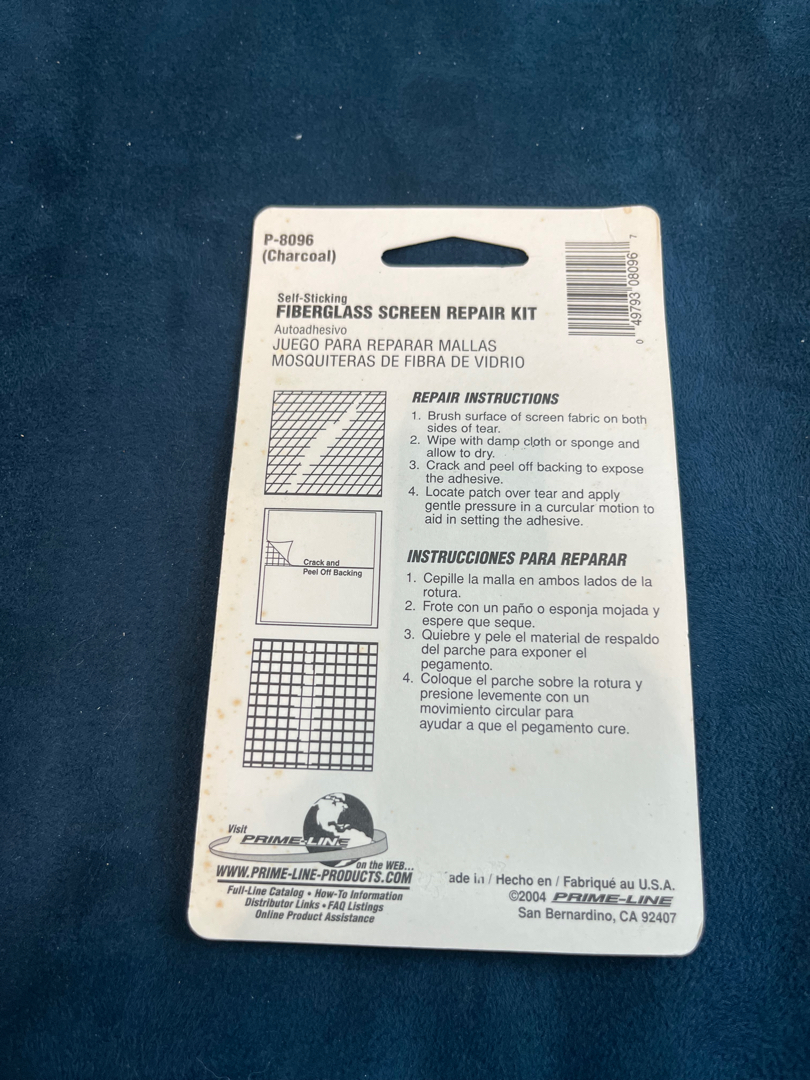 P-8096
(Charcoal)
0 49793 08096 7
Self-Sticking
FIBERGLASS SCREEN REPAIR KIT
Autoadhesivo
JUEGO PARA REPARAR MALLAS
MOSQUITERAS DE FIBRA DE VIDRIO
Crack and
Peel Off Backing
REPAIR INSTRUCTIONS
1. Brush surface of screen fabric on both
sides of tear.
2. Wipe with damp cloth or sponge and
allow to dry.
3. Crack and peel off backing to expose
the adhesive.
4. Locate patch over tear and apply
gentle pressure in a curcular motion to
aid in setting the adhesive.
INSTRUCCIONES PARA REPARAR
1. Cepille la malla en ambos lados de la
rotura.
2. Frote con un paño o esponja mojada y
espere que seque.
3. Quiebre y pele el material de respaldo
del parche para exponer el
pegamento.
4. Coloque el parche sobre la rotura y
presione levemente con un
movimiento circular para
ayudar a que el pegamento cure.
Visit
PRIME-LINE
on the WEB...
WWW.PRIME-LINE-PRODUCTS.COM
Full-Line Catalog • How-To Information
Distributor Links • FAQ Listings
Online Product Assistance
ade in / Hecho en / Fabriqué au U.S.A.
©2004 PRIME-LINE
San Bernardino, CA 92407